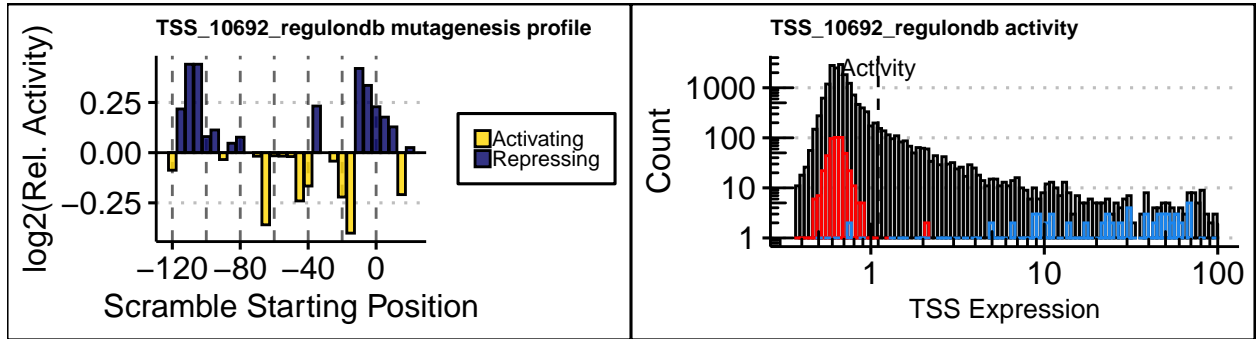 TSS_10692_regulondb mutagenesis profile
log2(Rel. Activity)
0.25
0.00
−0.25
−120 −80 −40 0
Scramble Starting Position
Activating
Repressing
TSS_10692_regulondb activity
Activity
Count
1000
100
10
1
1 10 100
TSS Expression